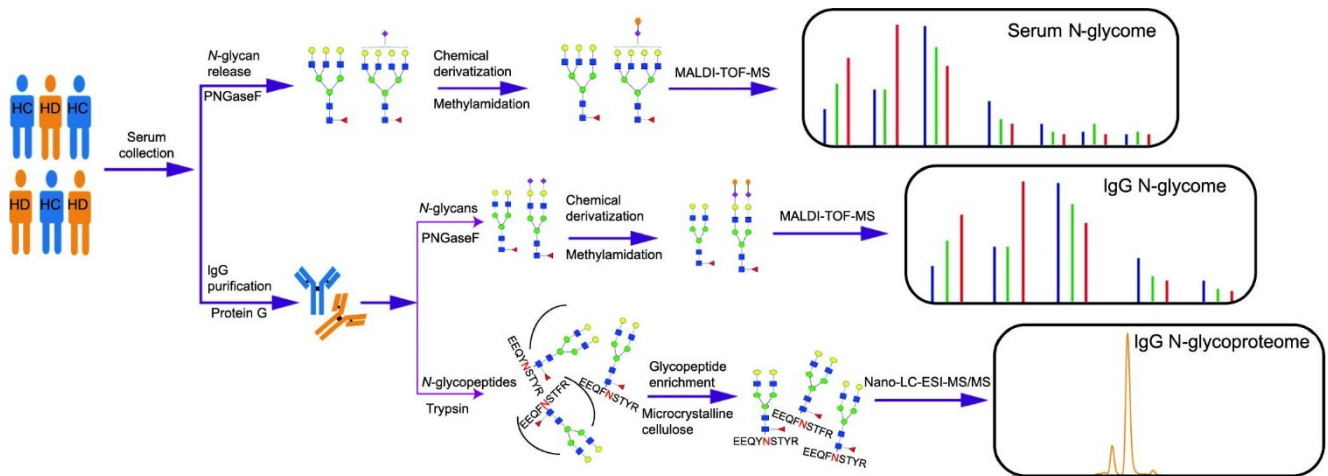 HC
HD
HC
HD
HC
HD
Serum
collection
N-glycan
release
PNGaseF
Chemical
derivatization
Methylamidation
MALDI-TOF-MS
Serum N-glycome
IgG
purification
Protein G
N-glycans
PNGaseF
Chemical
derivatization
Methylamidation
MALDI-TOF-MS
IgG N-glycome
N-glycopeptides
Trypsin
EEQYNSTYR
EEQFNSTFR
EEQFNSTYR
Glycopeptide
enrichment
Microcrystalline
cellulose
EEQYNSTYR
EEQFNSTFR
EEQFNSTYR
Nano-LC-ESI-MS/MS
IgG N-glycoproteome